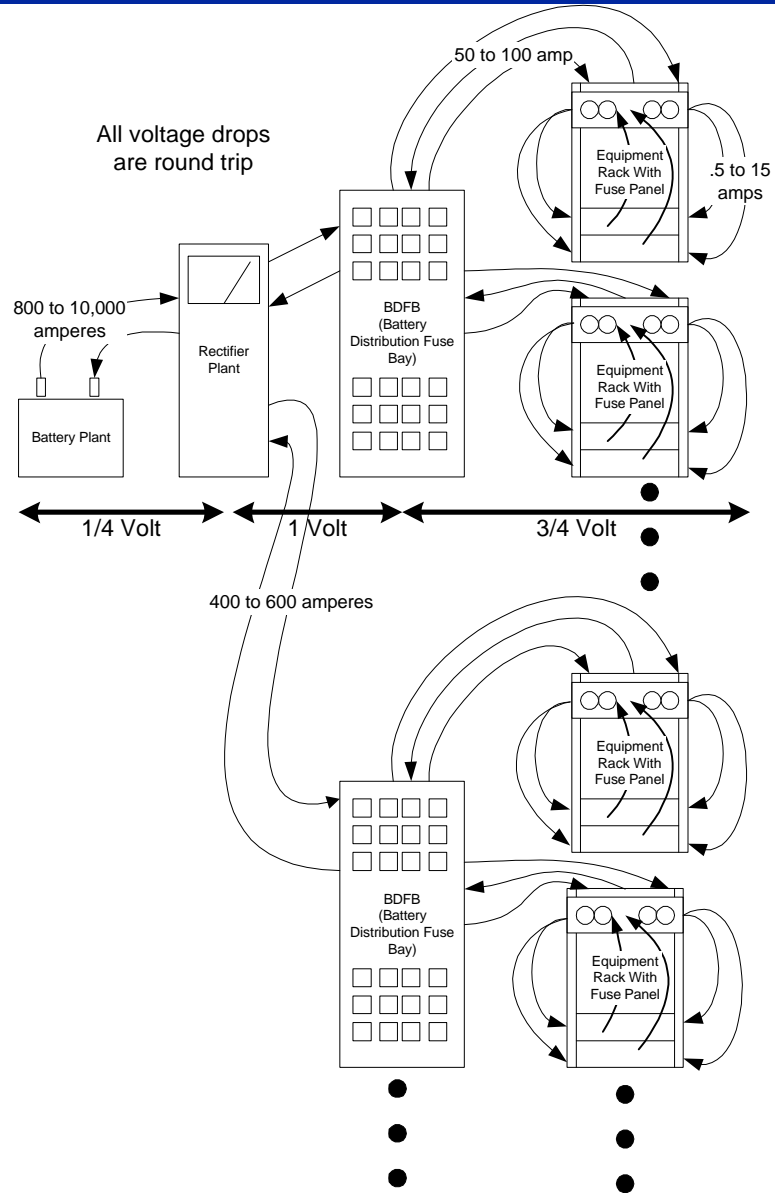 50 to 100 amp
All voltage drops
are round trip
Equipment
Rack With
Fuse Panel
.5 to 15
amps
800 to 10,000
amperes
Rectifier
Plant
BDFB
(Battery
Distribution Fuse
Bay)
Equipment
Rack With
Fuse Panel
Battery Plant
1/4 Volt
1 Volt
3/4 Volt
400 to 600 amperes
Equipment
Rack With
Fuse Panel
BDFB
(Battery
Distribution Fuse
Bay)
Equipment
Rack With
Fuse Panel